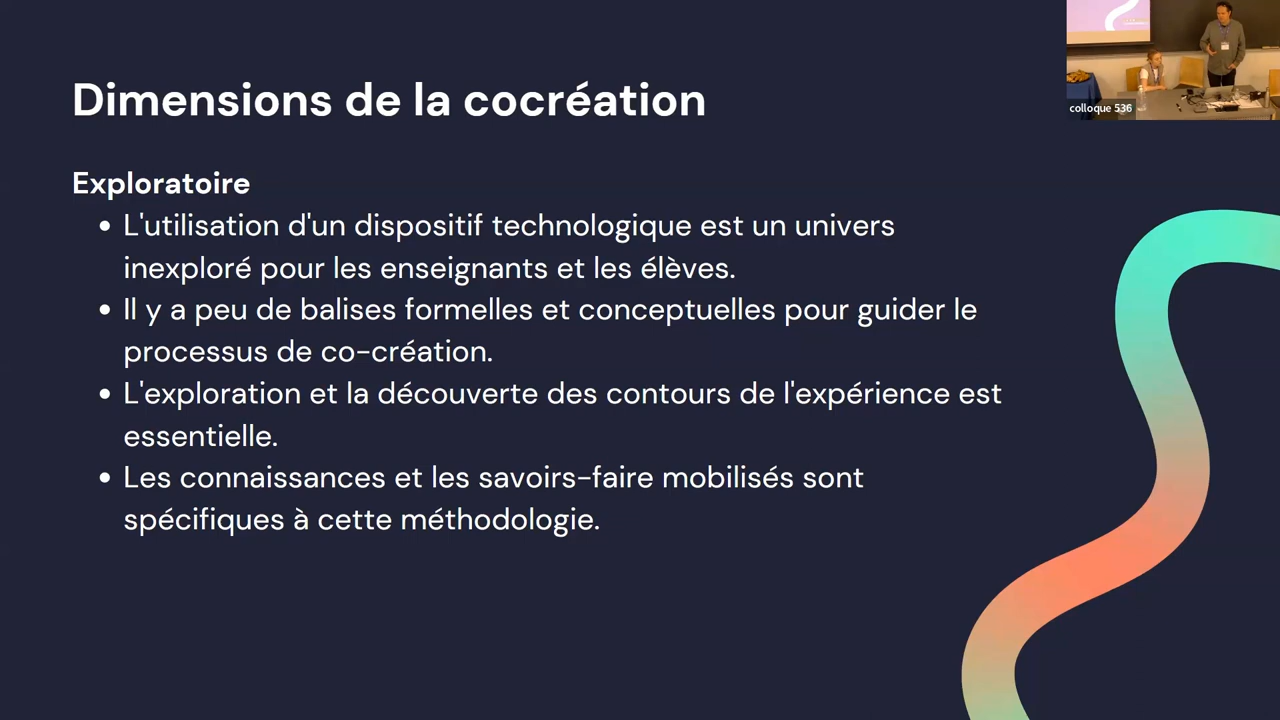 Dimensions de la cocréation
colloque 536
Exploratoire
• L'utilisation d'un dispositif technologique est un univers
inexploré pour les enseignants et les élèves.
• Il y a peu de balises formelles et conceptuelles pour guider le
processus de co-création.
• L'exploration et la découverte des contours de l'expérience est
essentielle.
• Les connaissances et les savoirs-faire mobilisés sont
spécifiques à cette méthodologie.